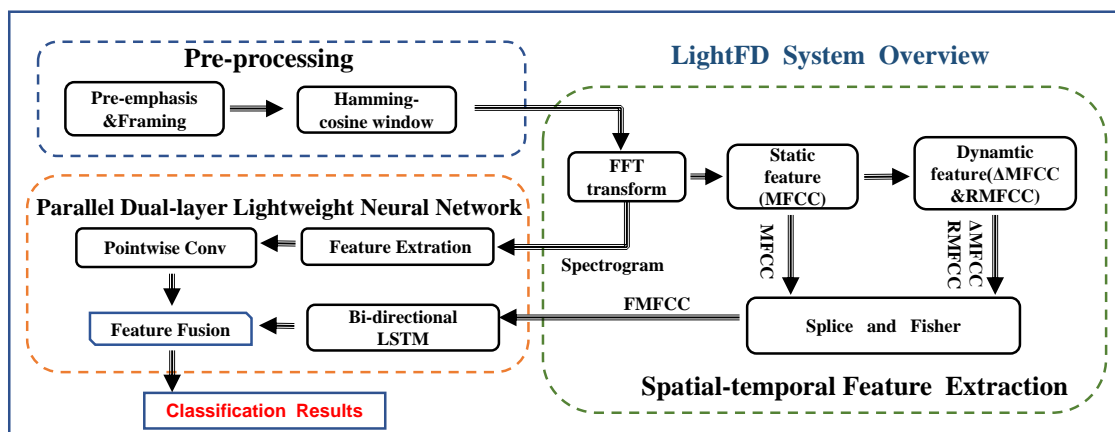 Pre-processing
LightFD System Overview
Pre-emphasis
&Framing
Hamming-
cosine window
FFT
transform
Static
feature
(MFCC)
Dynamtic
feature(ΔMFCC
&RMFCC)
Parallel Dual-layer Lightweight Neural Network
Pointwise Conv
Feature Extration
Spectrogram
MFCC
ΔMFCC
RMFCC
Feature Fusion
Bi-directional
LSTM
FMFCC
Splice and Fisher
Spatial-temporal Feature Extraction
Classification Results